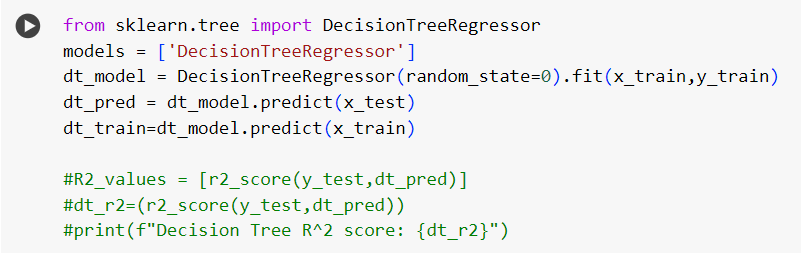 from sklearn.tree import DecisionTreeRegressor
models = ['DecisionTreeRegressor']
dt_model = DecisionTreeRegressor(random_state=0).fit(x_train,y_train)
dt_pred = dt_model.predict(x_test)
dt_train=dt_model.predict(x_train)

#R2_values = [r2_score(y_test,dt_pred)]
#dt_r2=(r2_score(y_test,dt_pred))
#print(f"Decision Tree R^2 score: {dt_r2}")